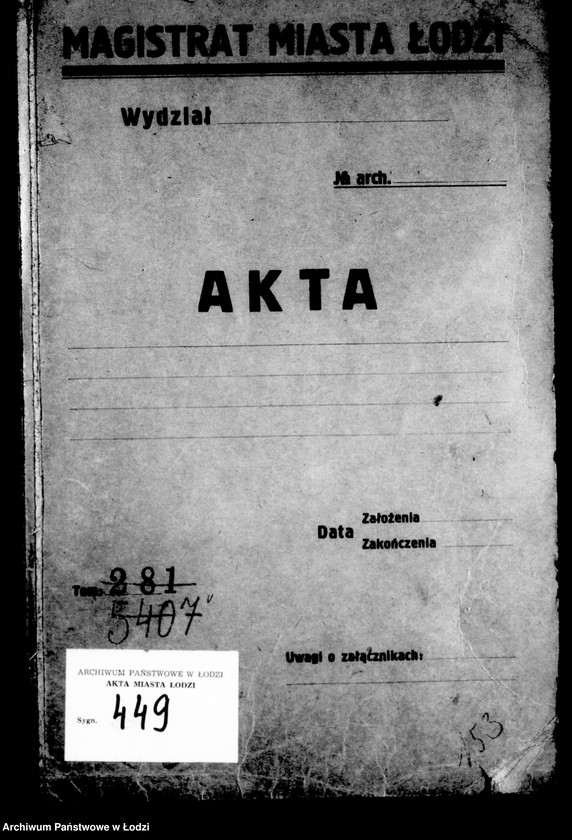 MAGISTRAT MIASTA ŁODZI
Wydział
№ arch.
AKTA
Data
Założenia
Zakończenia
Tom: 281
5407
Uwagi o załącznikach:
ARCHIWUM PAŃSTWOWE W ŁODZI
AKTA MIASTA ŁODZI
Sygn. 449
153
Archiwum Państwowe w Łodzi